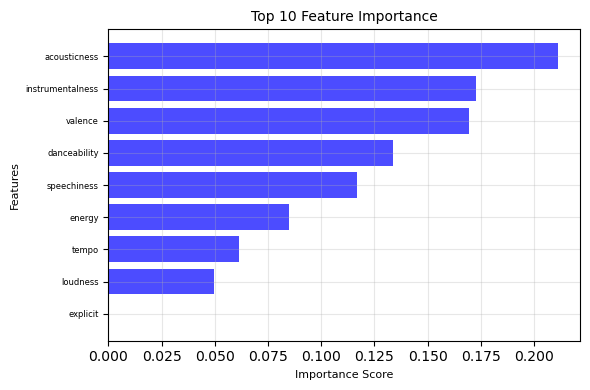 Top 10 Feature Importance
acousticness
instrumentalness
valence
danceability
speechiness
energy
tempo
loudness
explicit
Features
0.000 0.025 0.050 0.075 0.100 0.125 0.150 0.175 0.200
Importance Score